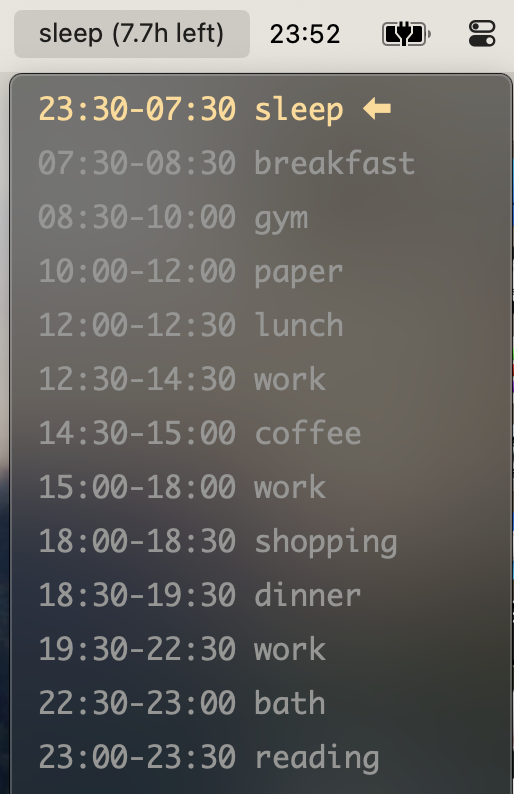 sleep (7.7h left) 23:52
23:30-07:30 sleep ⬅
07:30-08:30 breakfast
08:30-10:00 gym
10:00-12:00 paper
12:00-12:30 lunch
12:30-14:30 work
14:30-15:00 coffee
15:00-18:00 work
18:00-18:30 shopping
18:30-19:30 dinner
19:30-22:30 work
22:30-23:00 bath
23:00-23:30 reading